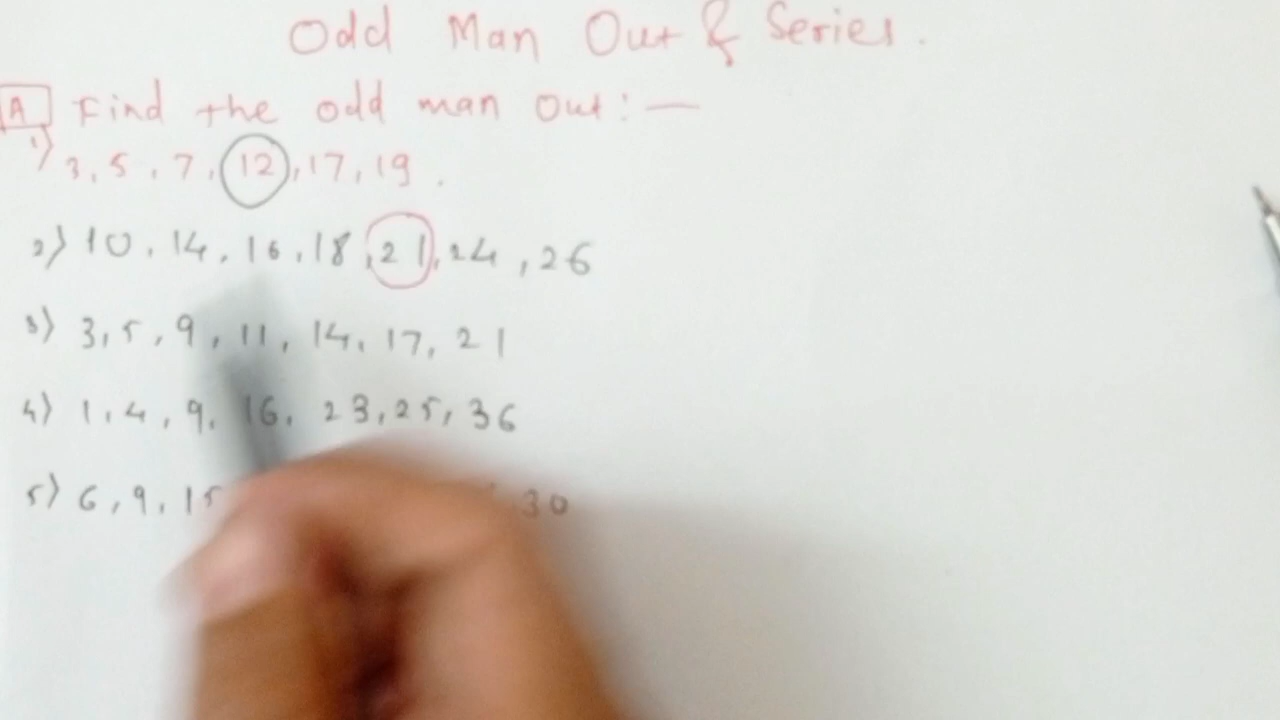 Odd Man Out & Series.
A Find the odd man out :—
1) 3, 5, 7, 12, 17, 19.
2) 10, 14, 16, 18, 21, 24, 26
3) 3, 5, 9, 11, 14, 17, 21
4) 1, 4, 9, 16, 23, 25, 36
5) 6, 9, 15 30